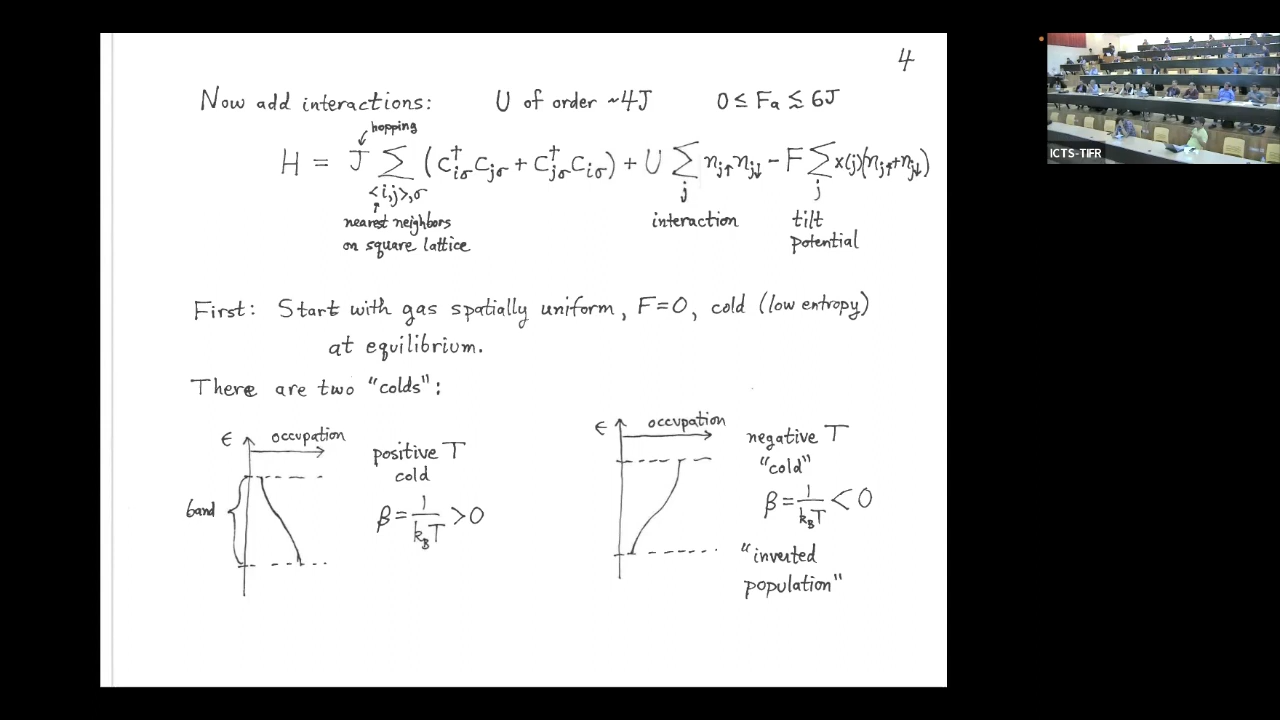 4
Now add interactions: U of order ~4J 0 ≤ Fa ≲ 6J
hopping
H = J ∑ (c†iσ cjσ + c†jσ ciσ) + U ∑ nj↑ nj↓ - F ∑ x(j)(nj↑+nj↓)
<i,j>,σ j j
nearest neighbors
on square lattice
interaction
tilt
potential
First: Start with gas spatially uniform, F=0, cold (low entropy)
at equilibrium.
There are two "colds":
ϵ occupation
band
positive T
cold
β = 1/kBT > 0
ϵ occupation
negative T
"cold"
β = 1/kBT < 0
"inverted
population"
ICTS-TIFR